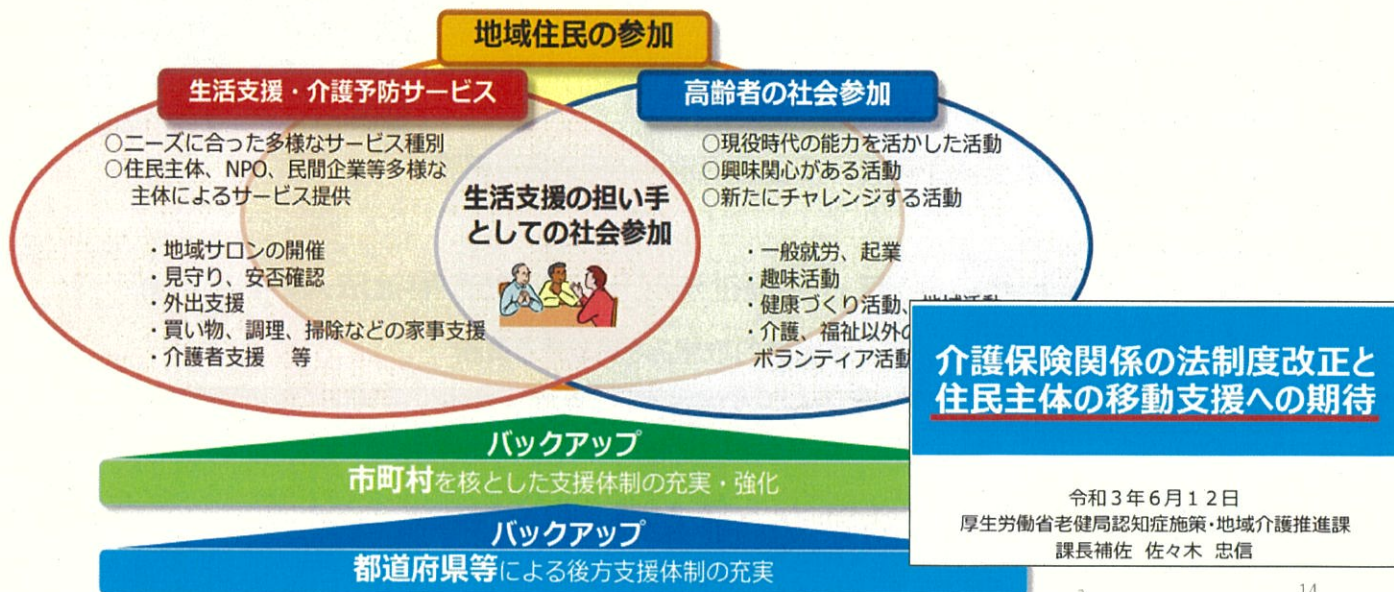 地域住民の参加
生活支援・介護予防サービス
○ニーズに合った多様なサービス種別
○住民主体、NPO、民間企業等多様な
主体によるサービス提供
・地域サロンの開催
・見守り、安否確認
・外出支援
・買い物、調理、掃除などの家事支援
・介護者支援　等
生活支援の担い手
としての社会参加
高齢者の社会参加
○現役時代の能力を活かした活動
○興味関心がある活動
○新たにチャレンジする活動
・一般就労、起業
・趣味活動
・健康づくり活動、地域活動
・介護、福祉以外の
ボランティア活動
バックアップ
市町村を核とした支援体制の充実・強化
バックアップ
都道府県等による後方支援体制の充実
介護保険関係の法制度改正と
住民主体の移動支援への期待
令和3年6月12日
厚生労働省老健局認知症施策・地域介護推進課
課長補佐 佐々木 忠信
14